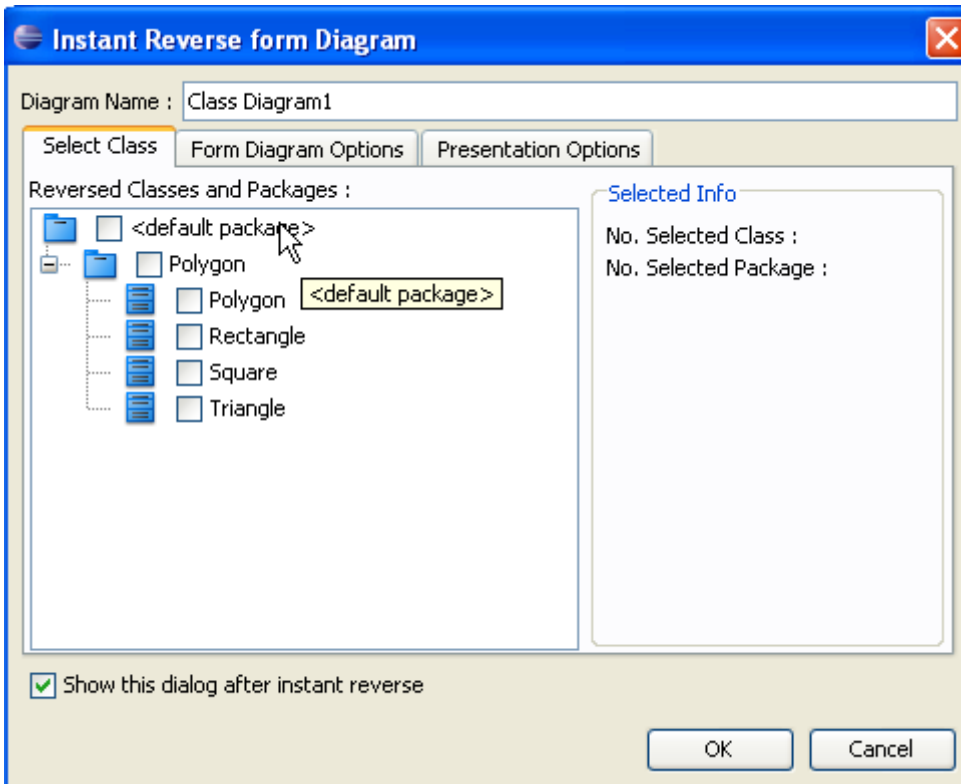 Instant Reverse form Diagram
Diagram Name : Class Diagram1
Select Class Form Diagram Options Presentation Options
Reversed Classes and Packages :
<default package>
Polygon
Polygon
<default package>
Rectangle
Square
Triangle
Selected Info
No. Selected Class :
No. Selected Package :
Show this dialog after instant reverse
OK Cancel